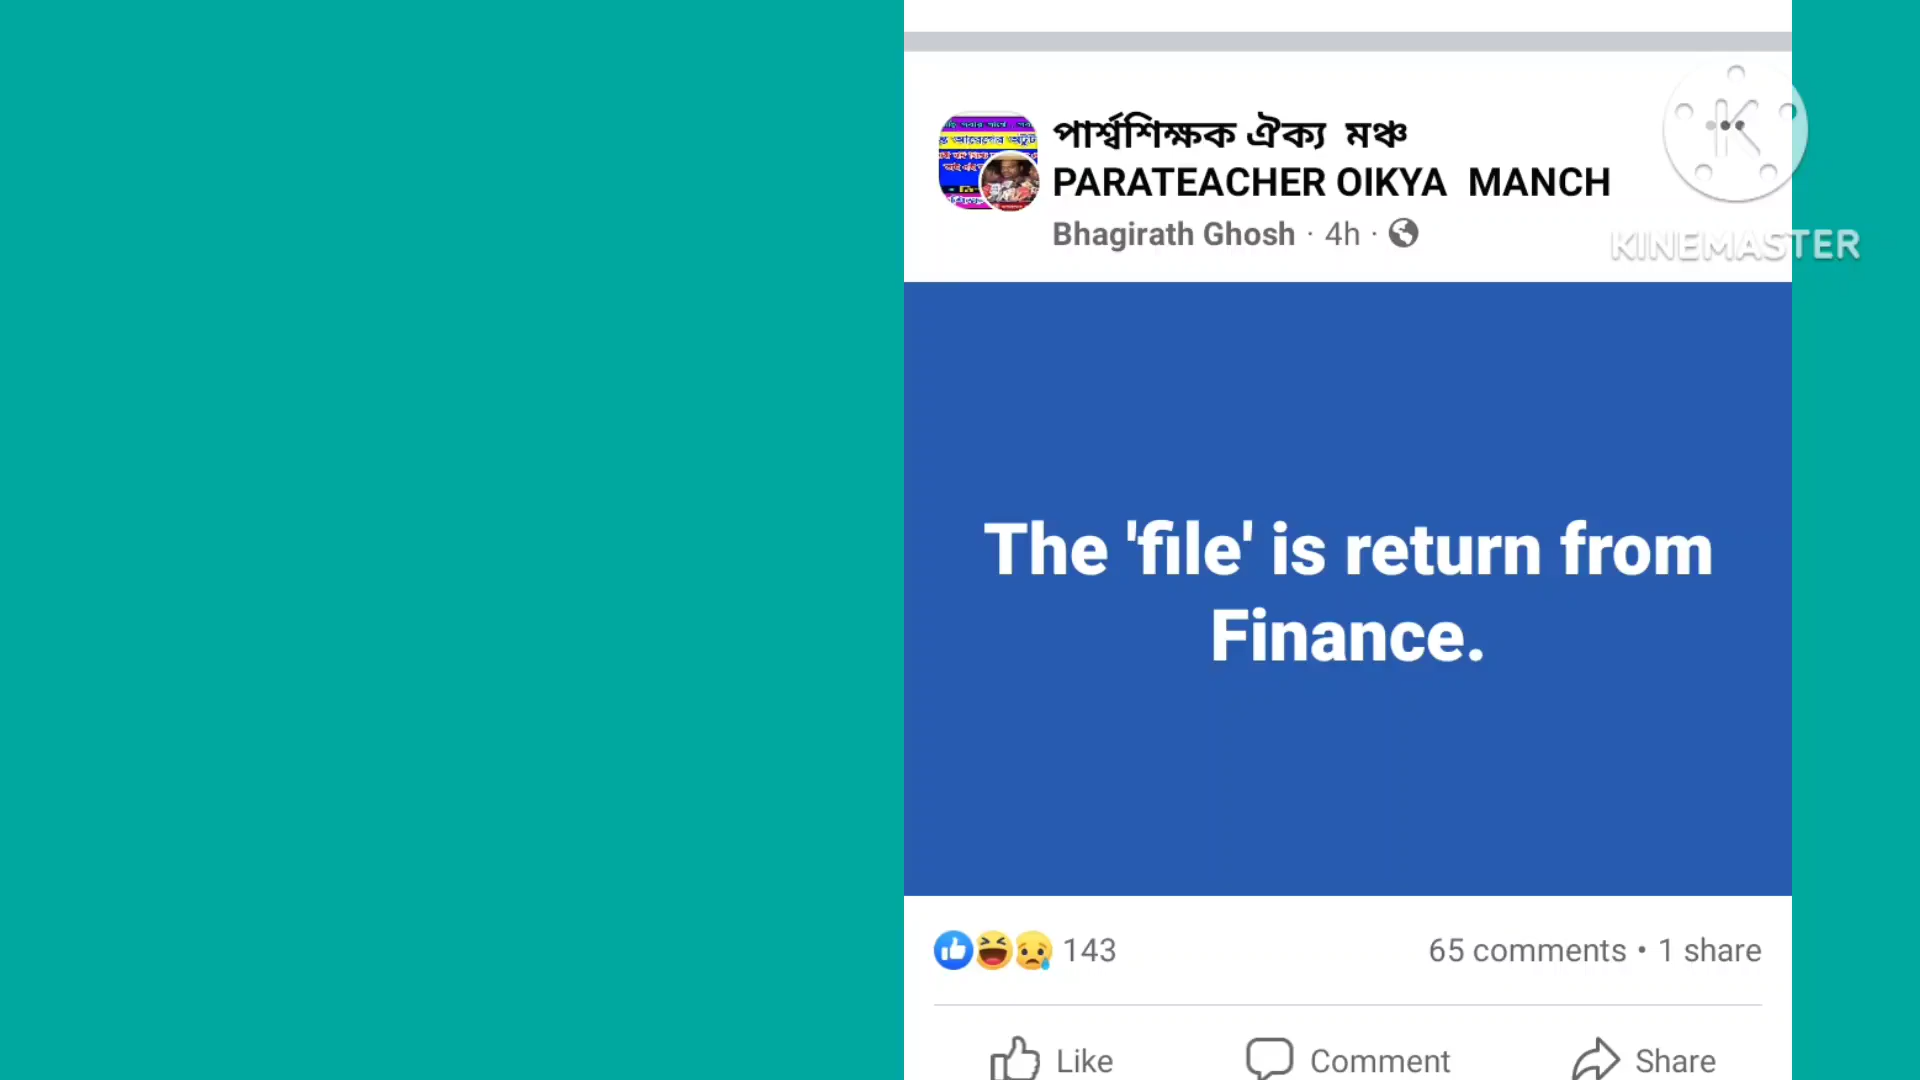 পার্শ্বশিক্ষক ঐক্য মঞ্চ
PARATEACHER OIKYA MANCH
Bhagirath Ghosh · 4h ·
KINEMASTER
The 'file' is return from
Finance.
143
65 comments • 1 share
Like Comment Share